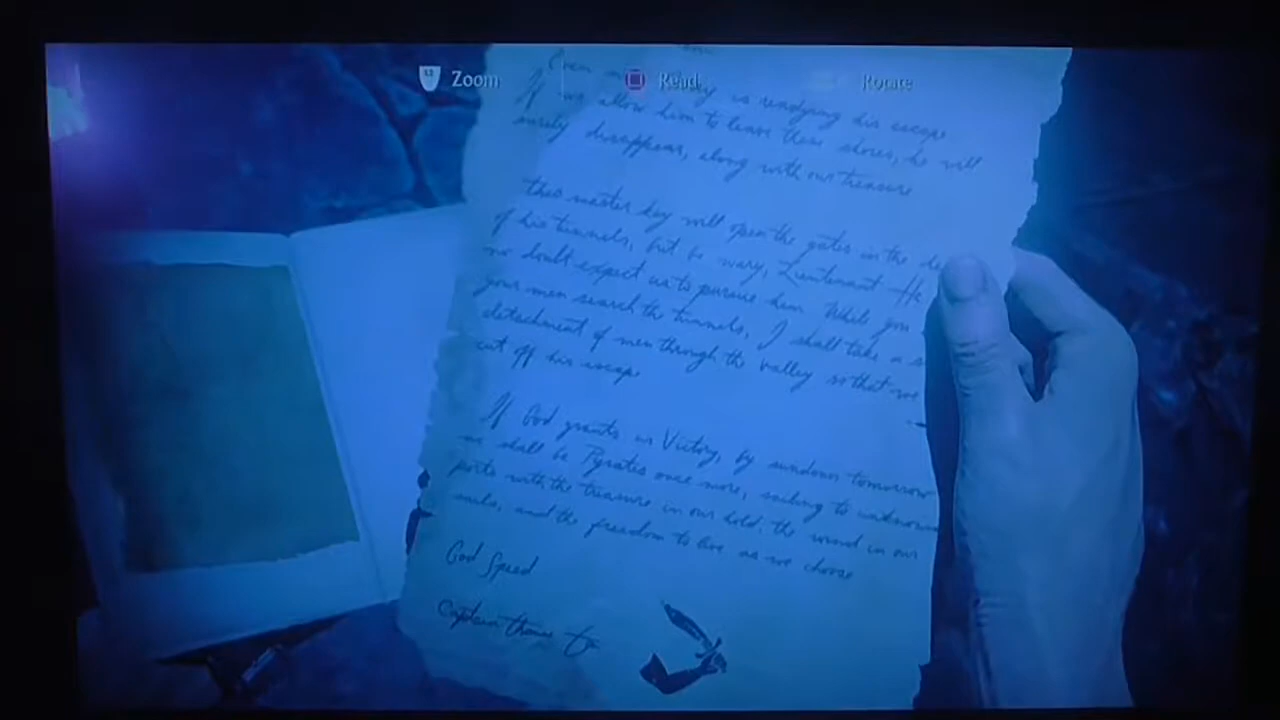 Zoom
Read
Rotate
Even is readying his escape
If we allow him to leave these shores, he will
surely disappear, along with our treasure
This master key will open the gates in the
of his tunnels, but be wary, Lieutenant
no doubt expect us to pursue him. While you
your men search the tunnels, I shall take a
detachment of men through the valley so that we
cut off his escape
If God grants us Victory, by sundown tomorrow
we shall be Pyrates once more, sailing to unknown
ports with the treasure in our hold, the wind in our
sails, and the freedom to live as we choose
God Speed
Captain Thomas